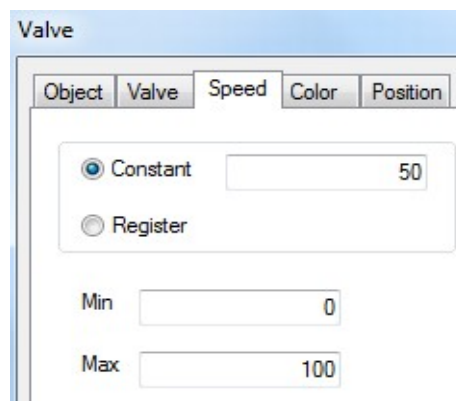 Valve
Object Valve Speed Color Position
Constant 50
Register
Min 0
Max 100